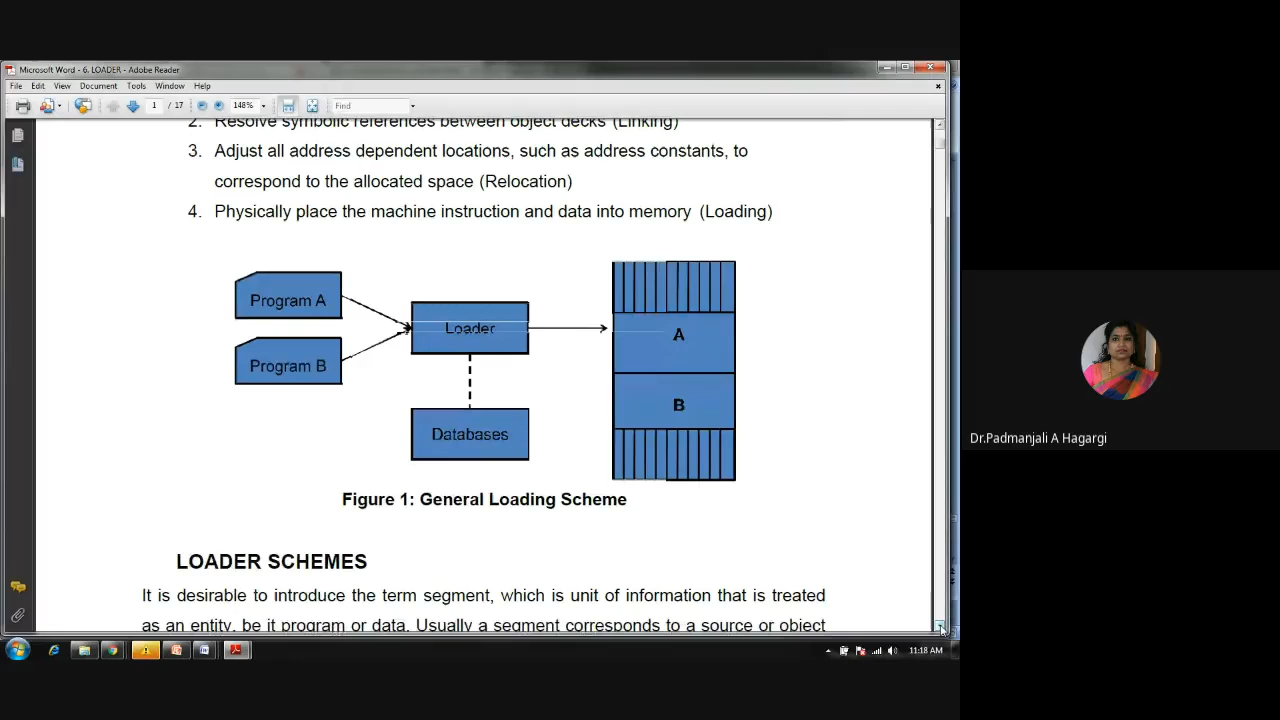 Microsoft Word - 6. LOADER - Adobe Reader
File Edit View Document Tools Window Help
1 / 17 148% Find
2. Resolve symbolic references between object decks (Linking)
3. Adjust all address dependent locations, such as address constants, to
correspond to the allocated space (Relocation)
4. Physically place the machine instruction and data into memory (Loading)
Program A
Loader
A
Program B
B
Databases
Figure 1: General Loading Scheme
Dr.Padmanjali A Hagargi
LOADER SCHEMES
It is desirable to introduce the term segment, which is unit of information that is treated
as an entity, be it program or data. Usually a segment corresponds to a source or object
11:18 AM